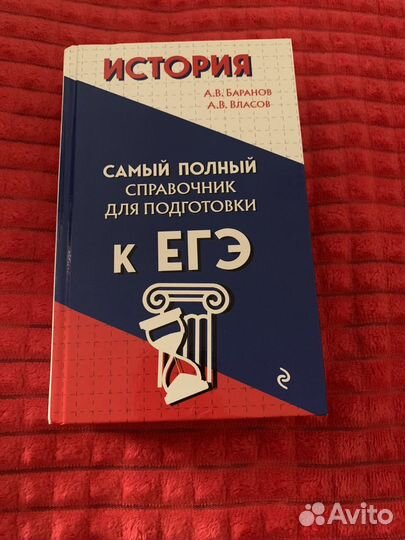 ИСТОРИЯ
А.В. БАРАНОВ
А.В. ВЛАСОВ
САМЫЙ ПОЛНЫЙ
СПРАВОЧНИК
ДЛЯ ПОДГОТОВКИ
К ЕГЭ
Avito